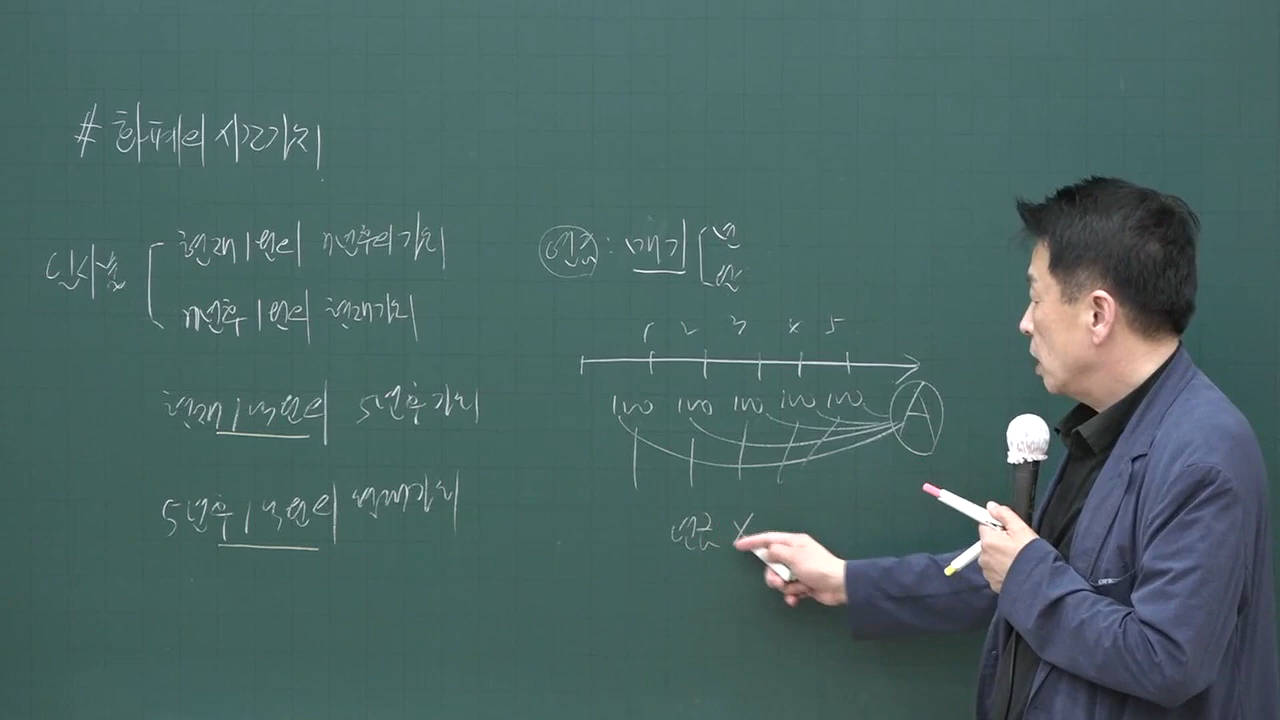 # 화폐의 시간가치
일시불
현재 1원의 n년후의 가치
n년후 1원의 현재가치
현재 1억원의 5년후 가치
5년후 1억원의 현재가치
연금 : 매기
년
1 2 3 4 5
100 100 100 100 100 A
연금 X